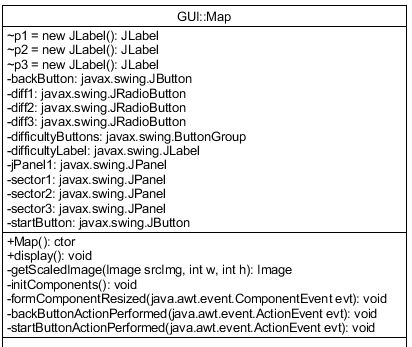 GUI::Map
~p1 = new JLabel(): JLabel
~p2 = new JLabel(): JLabel
~p3 = new JLabel(): JLabel
-backButton: javax.swing.JButton
-diff1: javax.swing.JRadioButton
-diff2: javax.swing.JRadioButton
-diff3: javax.swing.JRadioButton
-difficultyButtons: javax.swing.ButtonGroup
-difficultyLabel: javax.swing.JLabel
-jPanel1: javax.swing.JPanel
-sector1: javax.swing.JPanel
-sector2: javax.swing.JPanel
-sector3: javax.swing.JPanel
-startButton: javax.swing.JButton
+Map(): ctor
+display(): void
-getScaledImage(Image srcImg, int w, int h): Image
-initComponents(): void
-formComponentResized(java.awt.event.ComponentEvent evt): void
-backButtonActionPerformed(java.awt.event.ActionEvent evt): void
-startButtonActionPerformed(java.awt.event.ActionEvent evt): void